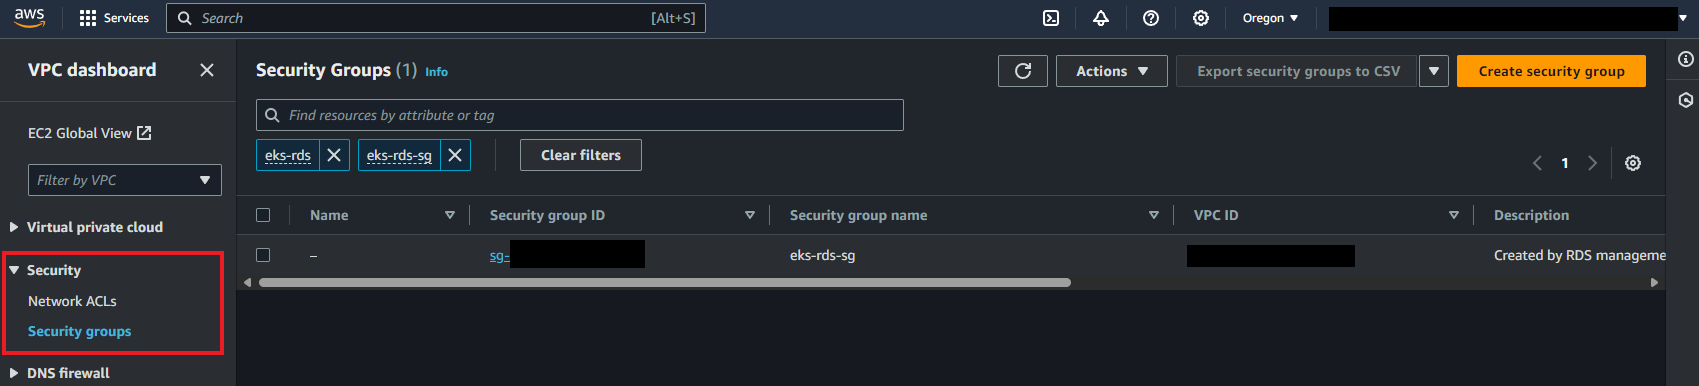 aws Services Search [Alt+S] Oregon
VPC dashboard
EC2 Global View
Filter by VPC
Virtual private cloud
Security
Network ACLs
Security groups
DNS firewall
Security Groups (1) Info
Actions
Export security groups to CSV
Create security group
Find resources by attribute or tag
eks-rds eks-rds-sg Clear filters
1
Name Security group ID Security group name VPC ID Description
– sg- eks-rds-sg Created by RDS manageme